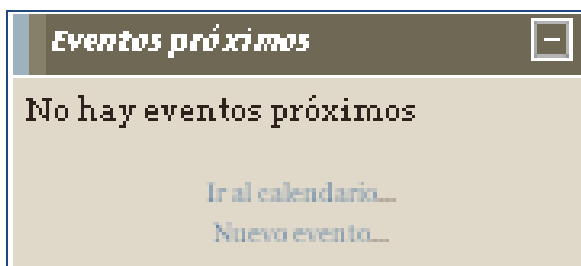 Eventos próximos
No hay eventos próximos
Ir al calendario...
Nuevo evento...